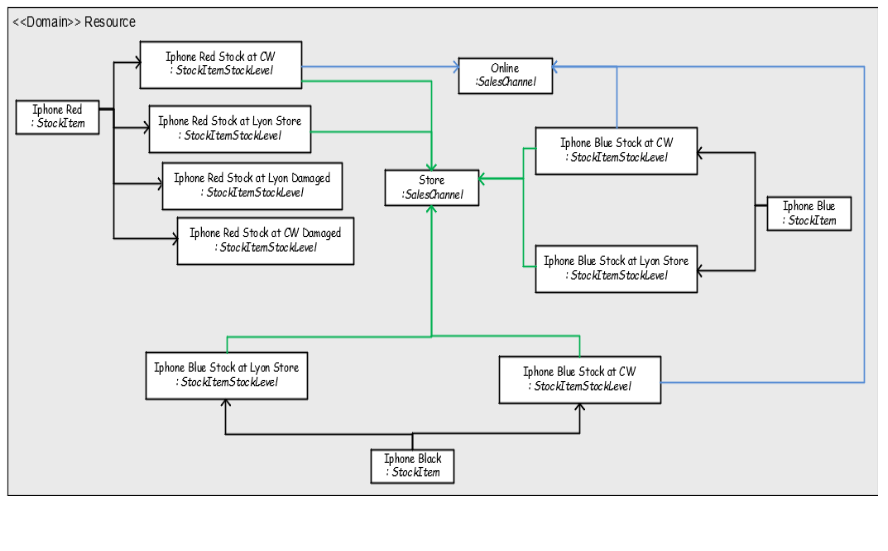 <<Domain>> Resource
Iphone Red Stock at CW
: StockItemStockLevel
Online
:SalesChannel
Iphone Red
: StockItem
Iphone Red Stock at Lyon Store
: StockItemStockLevel
Iphone Blue Stock at CW
: StockItemStockLevel
Iphone Red Stock at Lyon Damaged
: StockItemStockLevel
Store
:SalesChannel
Iphone Blue
: StockItem
Iphone Red Stock at CW Damaged
: StockItemStockLevel
Iphone Blue Stock at Lyon Store
: StockItemStockLevel
Iphone Blue Stock at Lyon Store
: StockItemStockLevel
Iphone Blue Stock at CW
: StockItemStockLevel
Iphone Black
: StockItem